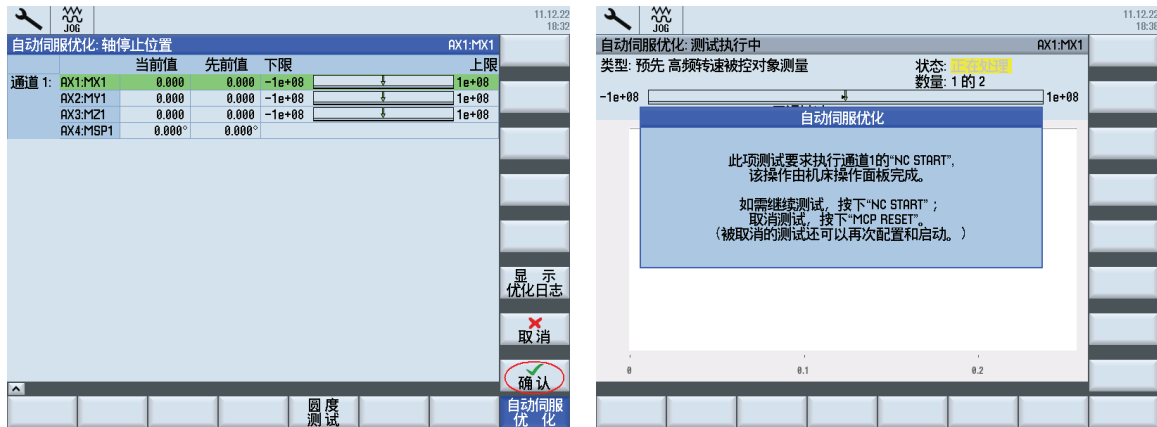 JOG
11.12.22
18:32
自动伺服优化: 轴停止位置
AX1:MX1
当前值 先前值 下限 上限
通道 1: AX1:MX1 0.000 0.000 -1e+08 1e+08
AX2:MY1 0.000 0.000 -1e+08 1e+08
AX3:MZ1 0.000 0.000 -1e+08 1e+08
AX4:MSP1 0.000° 0.000°
显 示
优化日志
取消
确认
圆度
测试
自动伺服
优 化
JOG
11.12.22
18:38
自动伺服优化: 测试执行中
AX1:MX1
类型: 预先 高频转速被控对象测量
状态: 正在处理
数量: 1 的 2
-1e+08 1e+08
自动伺服优化
此项测试要求执行通道1的“NC START”,
该操作由机床操作面板完成。
如需继续测试, 按下“NC START” ;
取消测试, 按下“MCP RESET”。
(被取消的测试还可以再次配置和启动。)
0 0.1 0.2